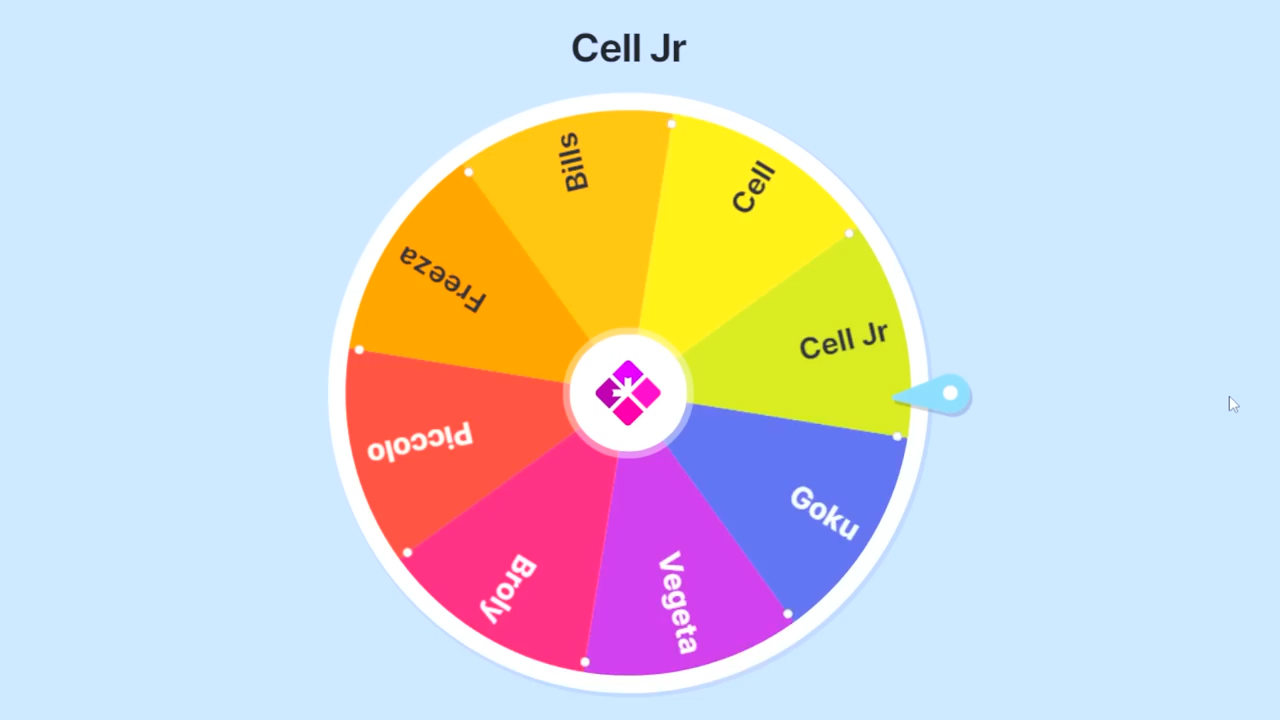 Cell Jr
Bills
Cell
Freeza
Cell Jr
Piccolo
Goku
Broly
Vegeta